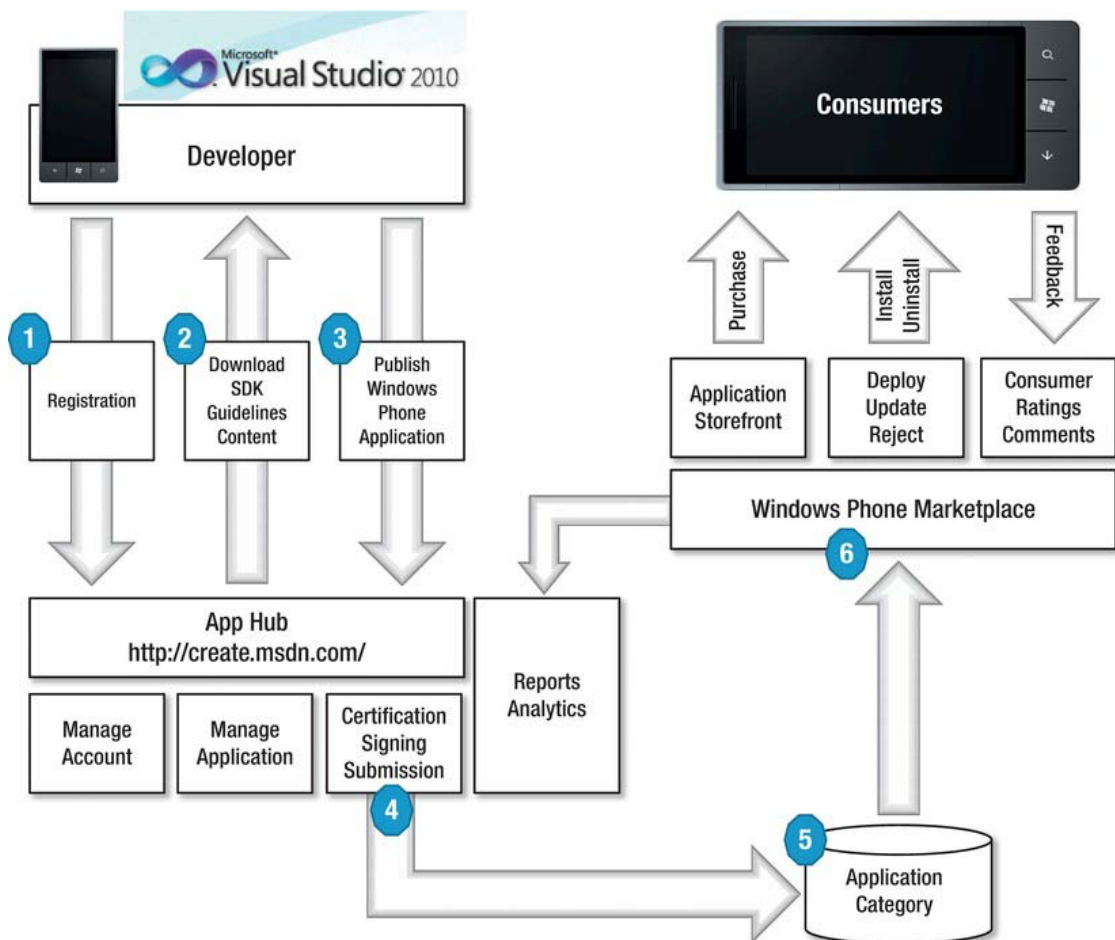 Microsoft®
Visual Studio® 2010
Developer
Consumers
Purchase
Install
Uninstall
Feedback
1
2
3
Registration
Download
SDK
Guidelines
Content
Publish
Windows
Phone
Application
Application
Storefront
Deploy
Update
Reject
Consumer
Ratings
Comments
Windows Phone Marketplace
6
App Hub
http://create.msdn.com/
Reports
Analytics
Manage
Account
Manage
Application
Certification
Signing
Submission
4
5
Application
Category